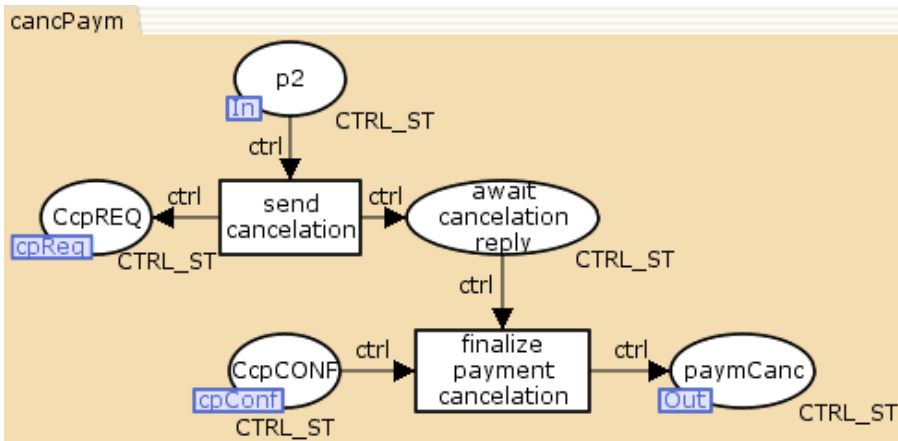 cancPaym
p2
In
CTRL_ST
ctrl
CcpREQ
cpReq
CTRL_ST
ctrl
send
cancelation
ctrl
await
cancelation
reply
CTRL_ST
ctrl
CcpCONF
cpConf
CTRL_ST
ctrl
finalize
payment
cancelation
ctrl
paymCanc
Out
CTRL_ST